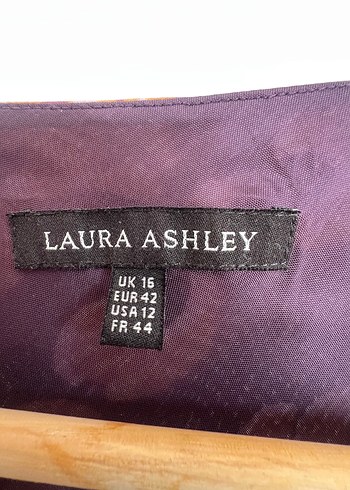 LAURA ASHLEY
UK 16
EUR 42
USA 12
FR 44